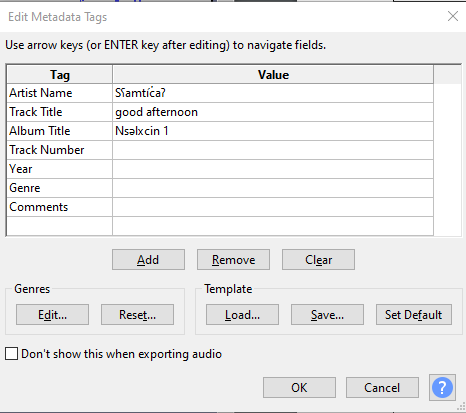 Edit Metadata Tags
Use arrow keys (or ENTER key after editing) to navigate fields.
Tag Value
Artist Name Sʕamtíc̓aʔ
Track Title good afternoon
Album Title Nsəlxcin 1
Track Number
Year
Genre
Comments
Add Remove Clear
Genres Template
Edit... Reset... Load... Save... Set Default
Don't show this when exporting audio
OK Cancel ?